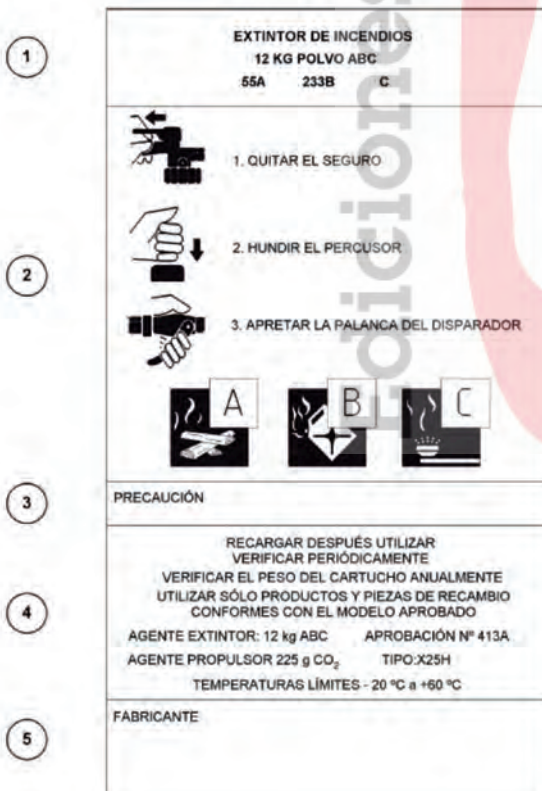 1
EXTINTOR DE INCENDIOS
12 KG POLVO ABC
55A 233B C
2
1. QUITAR EL SEGURO
2. HUNDIR EL PERCUSOR
3. APRETAR LA PALANCA DEL DISPARADOR
A B C
3
PRECAUCIÓN
4
RECARGAR DESPUÉS UTILIZAR
VERIFICAR PERIÓDICAMENTE
VERIFICAR EL PESO DEL CARTUCHO ANUALMENTE
UTILIZAR SÓLO PRODUCTOS Y PIEZAS DE RECAMBIO
CONFORMES CON EL MODELO APROBADO
AGENTE EXTINTOR: 12 kg ABC APROBACIÓN Nº 413A
AGENTE PROPULSOR 225 g CO₂ TIPO:X25H
TEMPERATURAS LÍMITES - 20 ºC a +60 ºC
5
FABRICANTE
Ediciones